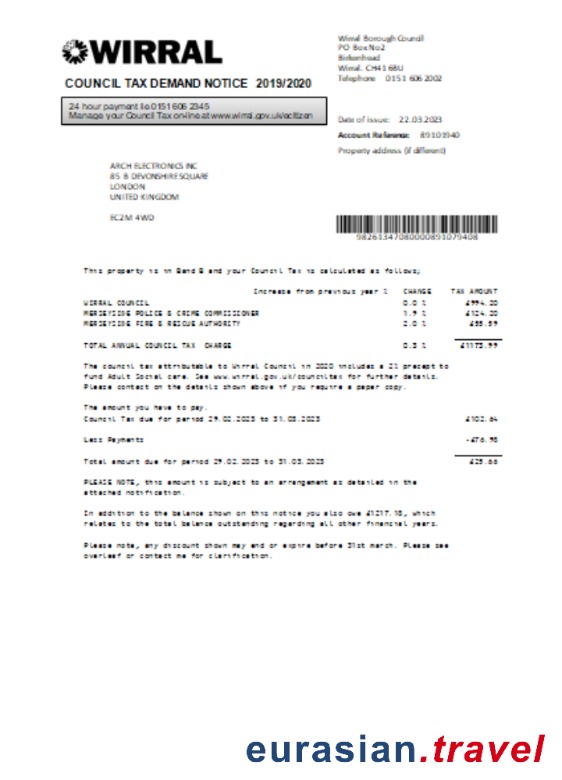 WIRRAL
COUNCIL TAX DEMAND NOTICE 2019/2020
24 hour payment lie 0151 606 2345
Manage your Council Tax on-line at www.wirral.gov.uk/ecitizen
Wirral Borough Council
PO Box No2
Birkenhead
Wirral. CH41 6BU
Telephone 0151 606 2002
Date of issue: 22.03.2023
Account Reference: 89101940
Property address (if different)
ARCH ELECTRONICS INC
85 B DEVONSHIRE SQUARE
LONDON
UNITED KINGDOM
EC2M 4WD
98261347080000891079408
This property is in Band B and your Council Tax is calculated as follows;
Increase from previous year % CHANGE TAX AMOUNT
WIRRAL COUNCIL 0.0 % £994.20
MERSEYSIDE POLICE & CRIME COMMISSIONER 1.9 % £124.20
MERSEYSIDE FIRE & RESCUE AUTHORITY 2.0 % £55.59
TOTAL ANNUAL COUNCIL TAX CHARGE 0.3 % £1173.99
The council tax attributable to Wirral Council in 2020 includes a 2% precept to
fund Adult Social care. See www.wirral.gov.uk/counciltax for further details.
Please contact on the details shown above if you require a paper copy.
The amount you have to pay.
Council Tax due for period 29.02.2023 to 31.03.2023 £102.64
Less Payments -£76.98
Total amount due for period 29.02.2023 to 31.03.2023 £25.66
PLEASE NOTE, this amount is subject to an arrangement as detailed in the
attached notification.
In addition to the balance shown on this notice you also owe £1217.18, which
relates to the total balance outstanding regarding all other financial years.
Please note, any discount shown may end or expire before 31st march. Please see
overleaf or contact me for clarification.
eurasian.travel